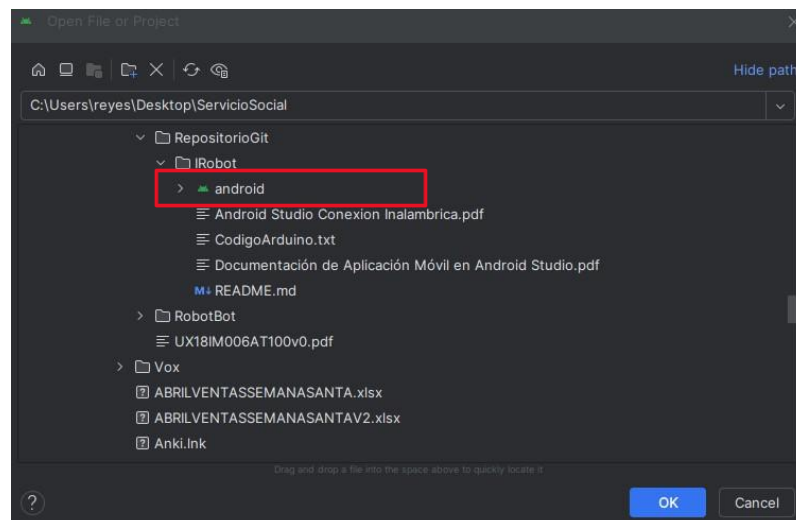 Open File or Project
Hide path
C:\Users\reyes\Desktop\ServicioSocial
RepositorioGit
IRobot
android
Android Studio Conexion Inalambrica.pdf
CodigoArduino.txt
Documentación de Aplicación Móvil en Android Studio.pdf
M↓ README.md
RobotBot
UX18IM006AT100v0.pdf
Vox
ABRILVENTASSEMANASANTA.xlsx
ABRILVENTASSEMANASANTAV2.xlsx
Anki.lnk
Drag and drop a file into the space above to quickly locate it
? OK Cancel